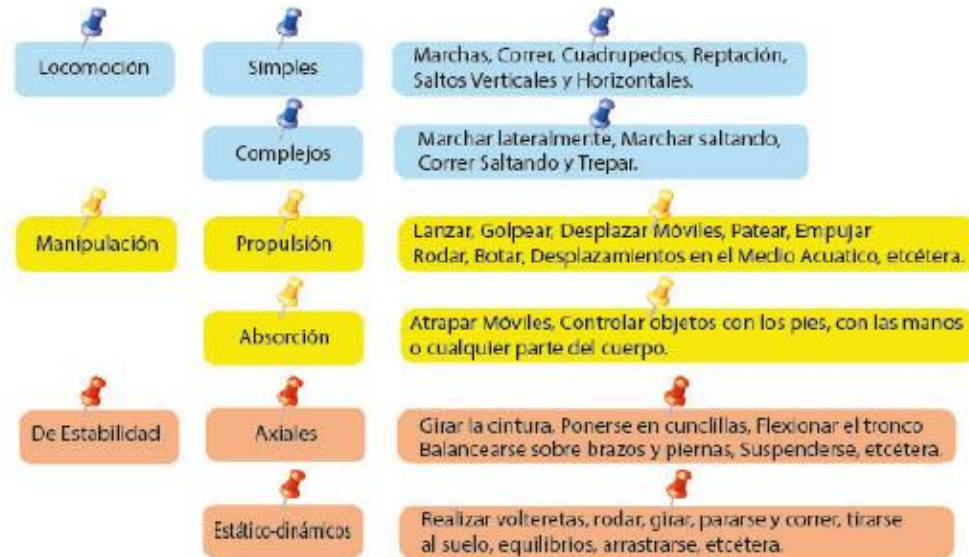 Locomoción
Simples
Marchas, Correr, Cuadrupedos, Reptación,
Saltos Verticales y Horizontales.
Complejos
Marchar lateralmente, Marchar saltando,
Correr Saltando y Trepar.
Manipulación
Propulsión
Lanzar, Golpear, Desplazar Móviles, Patear, Empujar
Rodar, Botar, Desplazamientos en el Medio Acuatico, etcétera.
Absorción
Atrapar Móviles, Controlar objetos con los pies, con las manos
o cualquier parte del cuerpo.
De Estabilidad
Axiales
Girar la cintura, Ponerse en cunclillas, Flexionar el tronco
Balancearse sobre brazos y piernas, Suspenderse, etcétera.
Estático-dinámicos
Realizar volteretas, rodar, girar, pararse y correr, tirarse
al suelo, equilibrios, arrastrarse, etcétera.